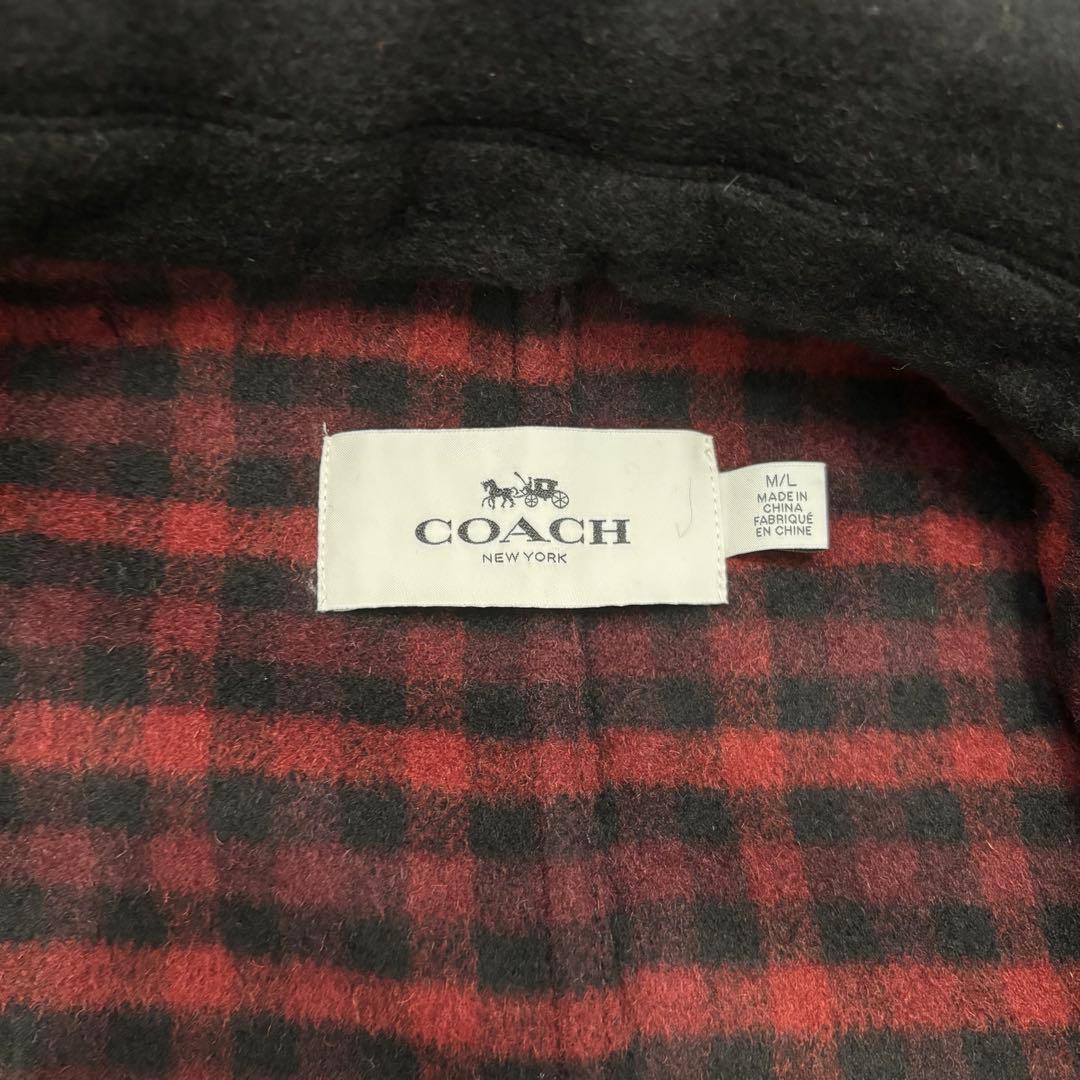 COACH
NEW YORK
M/L
MADE IN
CHINA
FABRIQUÉ
EN CHINE